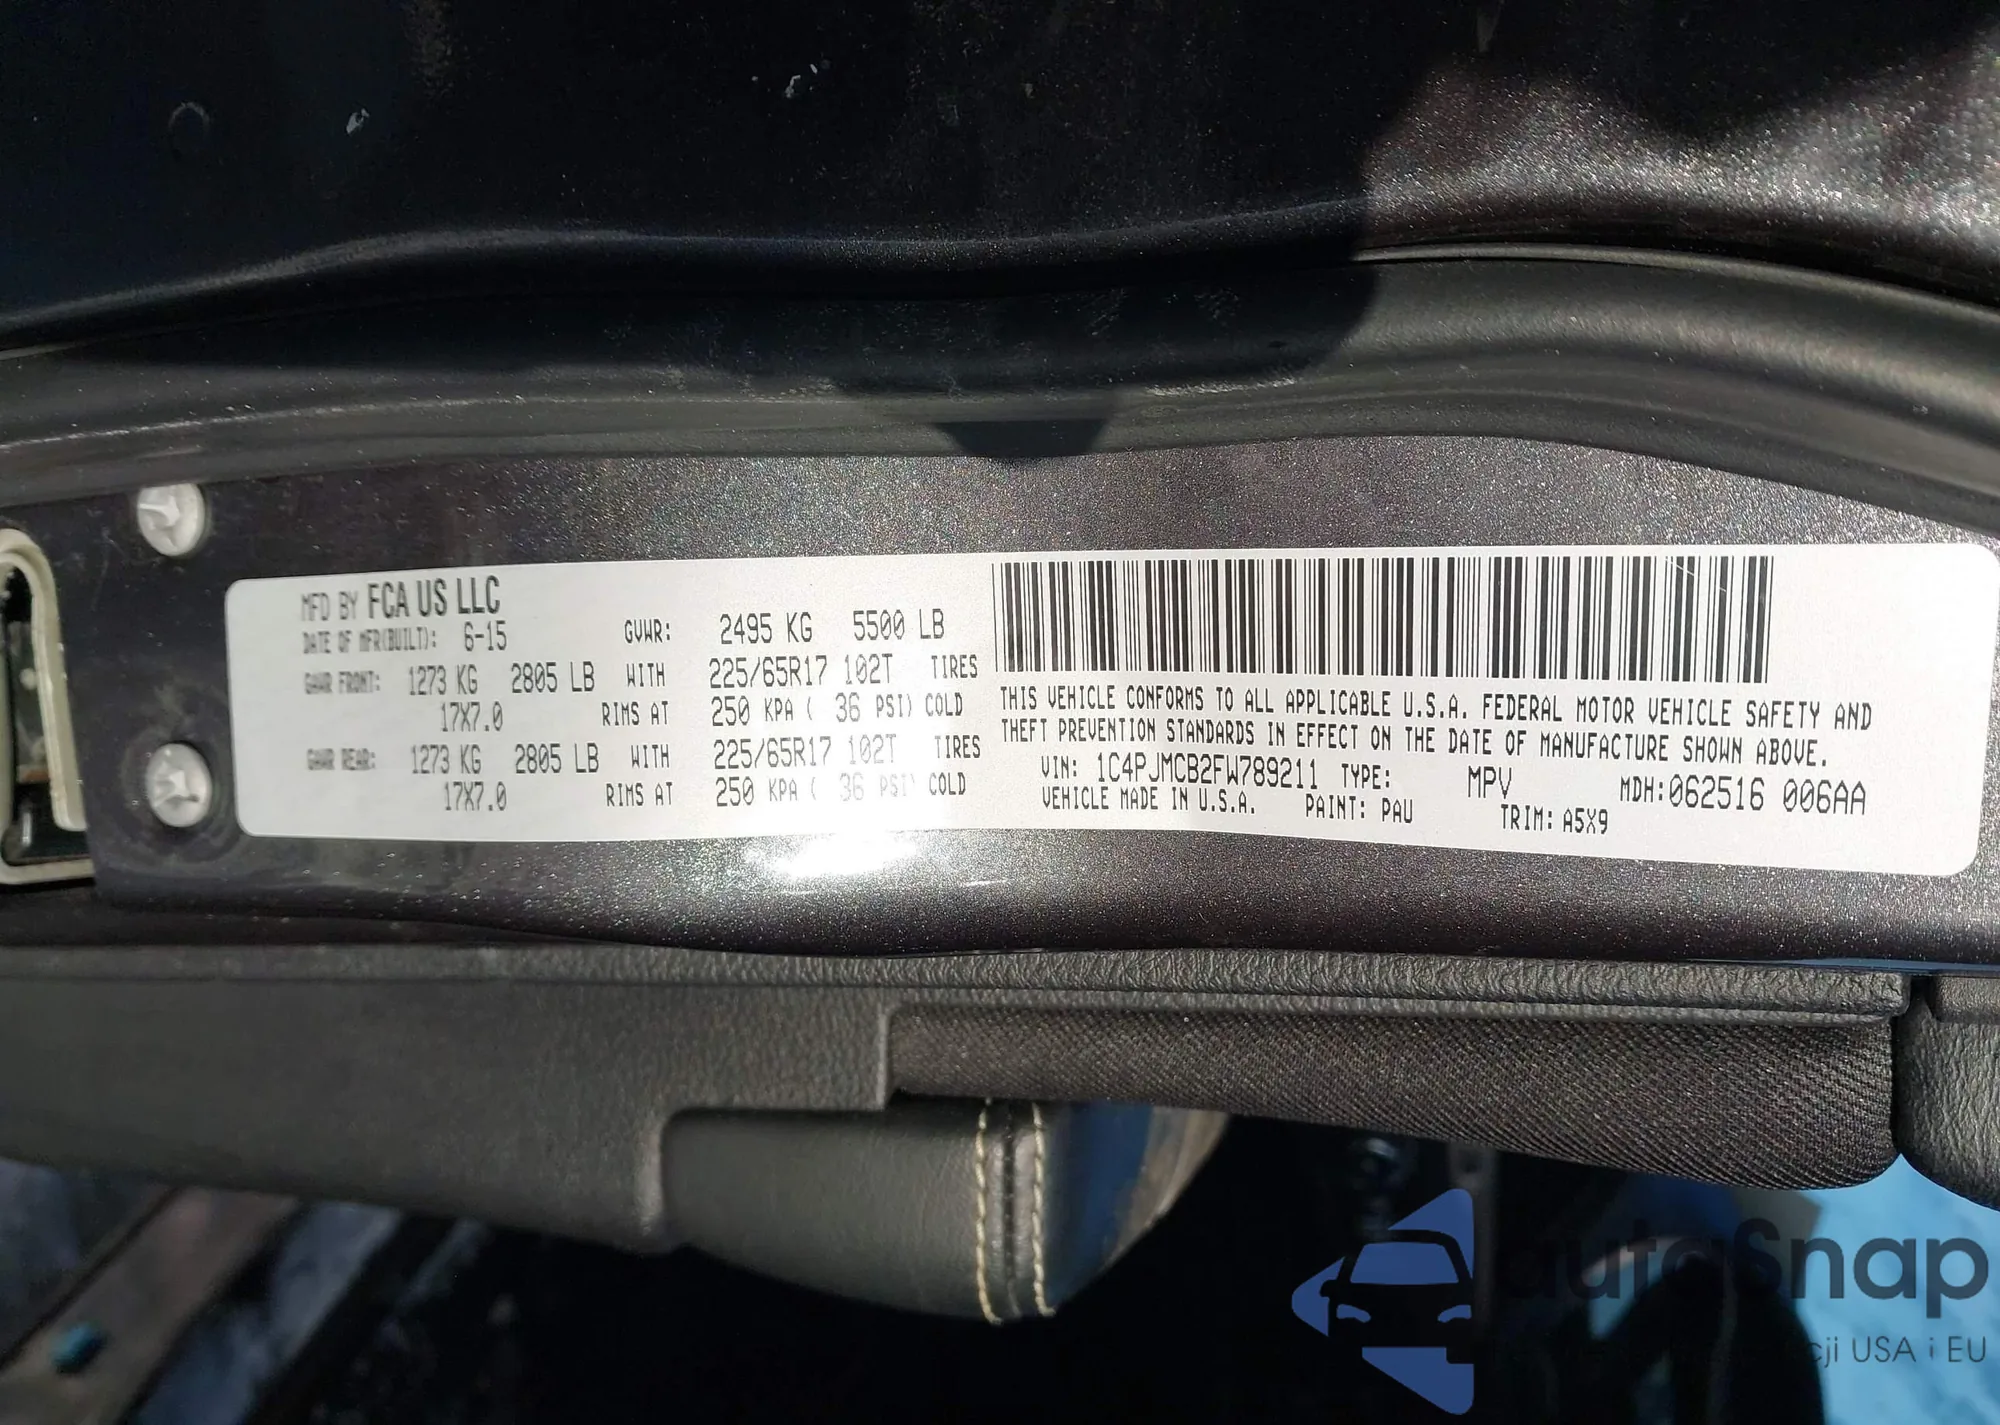 MFD BY FCA US LLC
DATE OF MFR(BUILT): 6-15 GVWR: 2495 KG 5500 LB
GAWR FRONT: 1273 KG 2805 LB WITH 225/65R17 102T TIRES
17X7.0 RIMS AT 250 KPA ( 36 PSI) COLD
GAWR REAR: 1273 KG 2805 LB WITH 225/65R17 102T TIRES
17X7.0 RIMS AT 250 KPA ( 36 PSI) COLD
THIS VEHICLE CONFORMS TO ALL APPLICABLE U.S.A. FEDERAL MOTOR VEHICLE SAFETY AND
THEFT PREVENTION STANDARDS IN EFFECT ON THE DATE OF MANUFACTURE SHOWN ABOVE.
VIN: 1C4PJMCB2FW789211 TYPE: MPV MDH:062516 006AA
VEHICLE MADE IN U.S.A. PAINT: PAU TRIM: A5X9
autaSnap
USA i EU